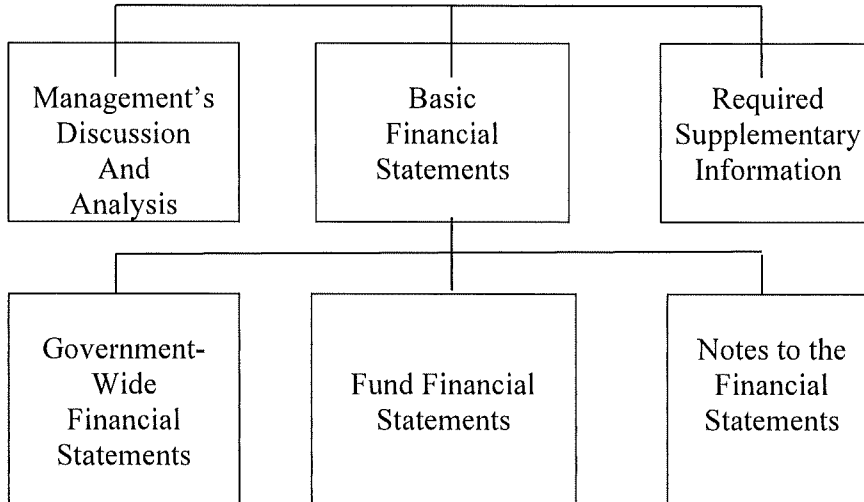 Management's
Discussion
And
Analysis
Basic
Financial
Statements
Required
Supplementary
Information
Government-
Wide
Financial
Statements
Fund Financial
Statements
Notes to the
Financial
Statements